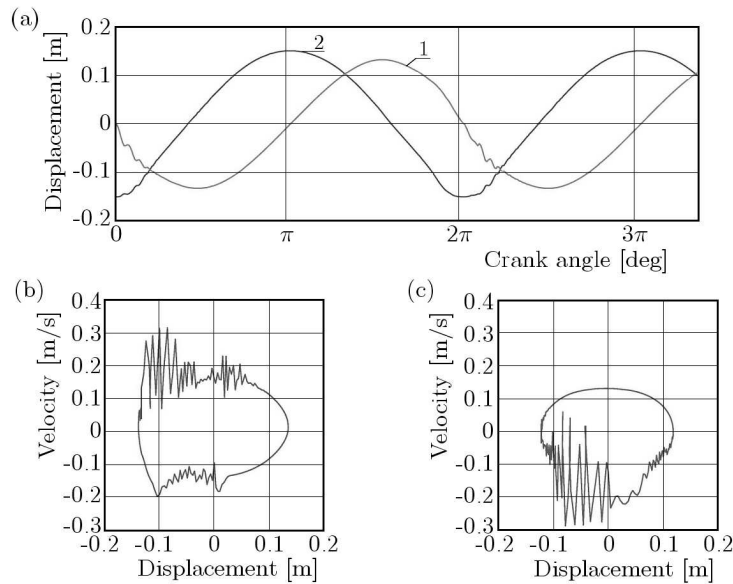 (a)
Displacement [m]
0.2
0.1
0
-0.1
-0.2
2
1
0
π
2π
3π
Crank angle [deg]
(b)
Velocity [m/s]
0.4
0.3
0.2
0.1
0
-0.1
-0.2
-0.3
-0.2
-0.1
0
0.1
0.2
Displacement [m]
(c)
Velocity [m/s]
0.4
0.3
0.2
0.1
0
-0.1
-0.2
-0.3
-0.2
-0.1
0
0.1
0.2
Displacement [m]